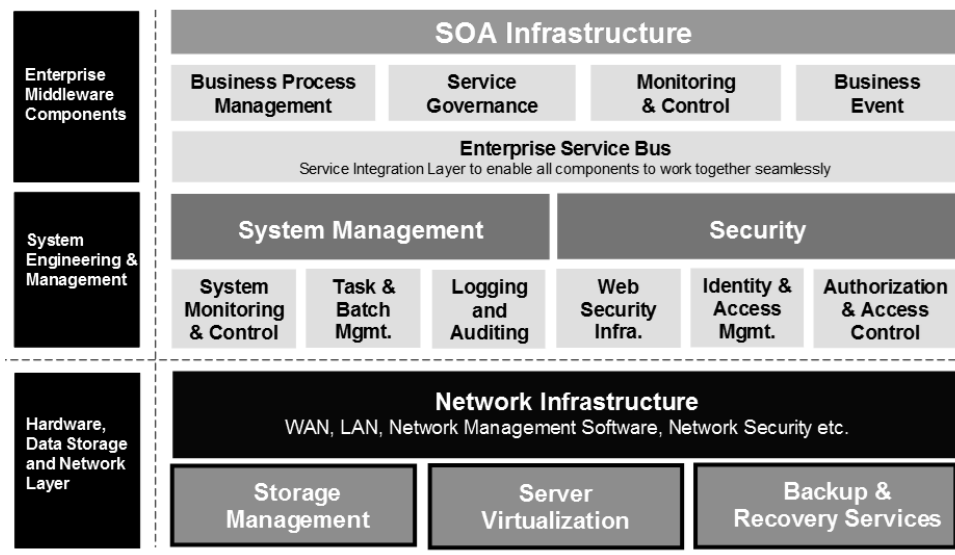 Enterprise
Middleware
Components
SOA Infrastructure
Business Process
Management
Service
Governance
Monitoring
& Control
Business
Event
Enterprise Service Bus
Service Integration Layer to enable all components to work together seamlessly
System
Engineering &
Management
System Management
Security
System
Monitoring
& Control
Task &
Batch
Mgmt.
Logging
and
Auditing
Web
Security
Infra.
Identity &
Access
Mgmt.
Authorization
& Access
Control
Hardware,
Data Storage
and Network
Layer
Network Infrastructure
WAN, LAN, Network Management Software, Network Security etc.
Storage
Management
Server
Virtualization
Backup &
Recovery Services